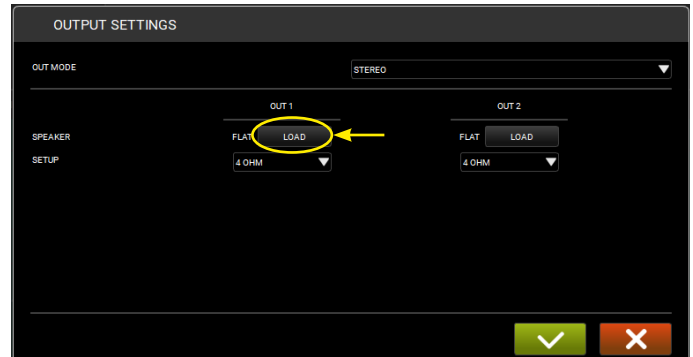 OUTPUT SETTINGS
OUT MODE STEREO
OUT 1 OUT 2
SPEAKER FLAT LOAD FLAT LOAD
SETUP 4 OHM 4 OHM